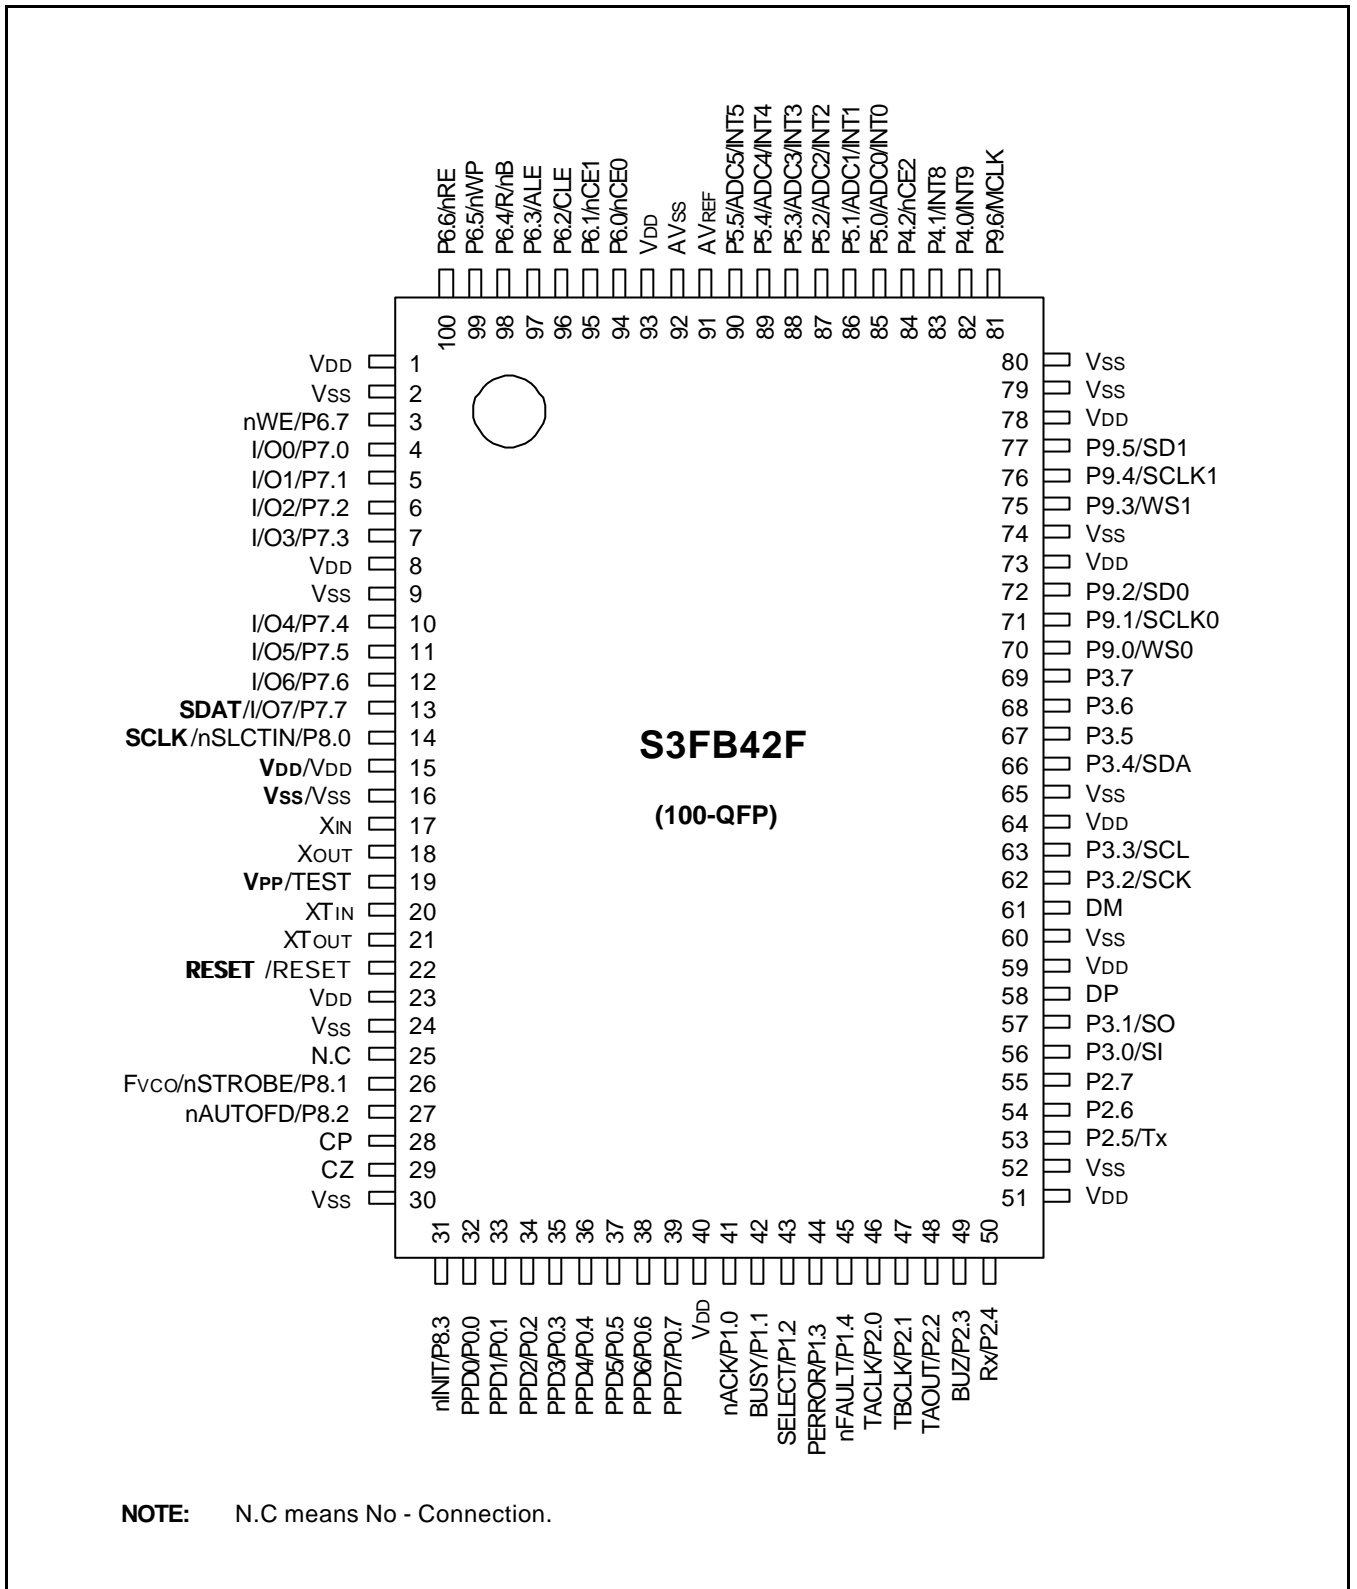 P6.6/nRE
P6.5/nWP
P6.4/R/nB
P6.3/ALE
P6.2/CLE
P6.1/nCE1
P6.0/nCE0
VDD
AVSS
AVREF
P5.5/ADC5/INT5
P5.4/ADC4/INT4
P5.3/ADC3/INT3
P5.2/ADC2/INT2
P5.1/ADC1/INT1
P5.0/ADC0/INT0
P4.2/nCE2
P4.1/INT8
P4.0/INT9
P9.6/MCLK
100
99
98
97
96
95
94
93
92
91
90
89
88
87
86
85
84
83
82
81
VDD 1
VSS 2
nWE/P6.7 3
I/O0/P7.0 4
I/O1/P7.1 5
I/O2/P7.2 6
I/O3/P7.3 7
VDD 8
VSS 9
I/O4/P7.4 10
I/O5/P7.5 11
I/O6/P7.6 12
SDAT/I/O7/P7.7 13
SCLK/nSLCTIN/P8.0 14
VDD/VDD 15
VSS/VSS 16
XIN 17
XOUT 18
VPP/TEST 19
XTIN 20
XTOUT 21
RESET /RESET 22
VDD 23
VSS 24
N.C 25
FVCO/nSTROBE/P8.1 26
nAUTOFD/P8.2 27
CP 28
CZ 29
VSS 30
S3FB42F
(100-QFP)
80 VSS
79 VSS
78 VDD
77 P9.5/SD1
76 P9.4/SCLK1
75 P9.3/WS1
74 VSS
73 VDD
72 P9.2/SD0
71 P9.1/SCLK0
70 P9.0/WS0
69 P3.7
68 P3.6
67 P3.5
66 P3.4/SDA
65 VSS
64 VDD
63 P3.3/SCL
62 P3.2/SCK
61 DM
60 VSS
59 VDD
58 DP
57 P3.1/SO
56 P3.0/SI
55 P2.7
54 P2.6
53 P2.5/Tx
52 VSS
51 VDD
31
32
33
34
35
36
37
38
39
40
41
42
43
44
45
46
47
48
49
50
nINIT/P8.3
PPD0/P0.0
PPD1/P0.1
PPD2/P0.2
PPD3/P0.3
PPD4/P0.4
PPD5/P0.5
PPD6/P0.6
PPD7/P0.7
VDD
nACK/P1.0
BUSY/P1.1
SELECT/P1.2
PERROR/P1.3
nFAULT/P1.4
TACLK/P2.0
TBCLK/P2.1
TAOUT/P2.2
BUZ/P2.3
Rx/P2.4
NOTE: N.C means No - Connection.